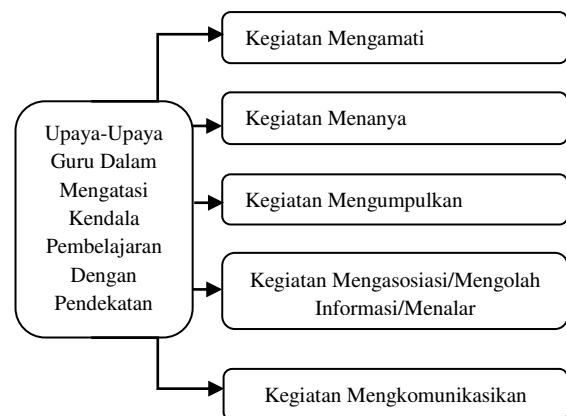 Upaya-Upaya
Guru Dalam
Mengatasi
Kendala
Pembelajaran
Dengan
Pendekatan
Kegiatan Mengamati
Kegiatan Menanya
Kegiatan Mengumpulkan
Kegiatan Mengasosiasi/Mengolah
Informasi/Menalar
Kegiatan Mengkomunikasikan